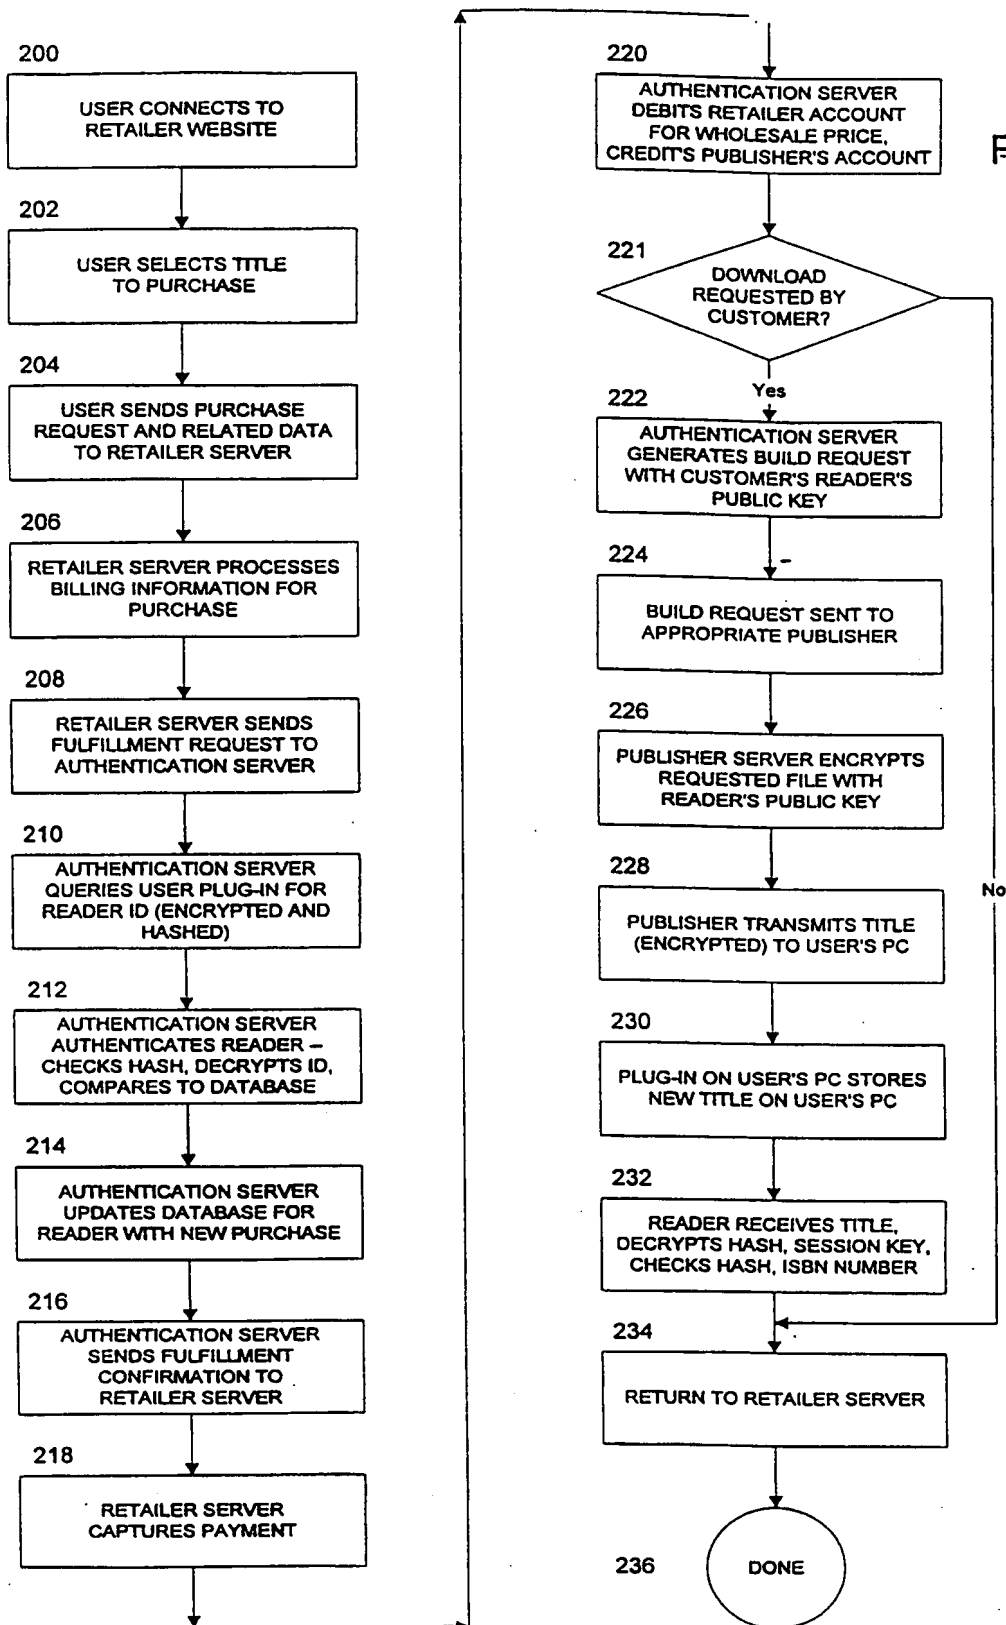 200
USER CONNECTS TO
RETAILER WEBSITE
202
USER SELECTS TITLE
TO PURCHASE
204
USER SENDS PURCHASE
REQUEST AND RELATED DATA
TO RETAILER SERVER
206
RETAILER SERVER PROCESSES
BILLING INFORMATION FOR
PURCHASE
208
RETAILER SERVER SENDS
FULFILLMENT REQUEST TO
AUTHENTICATION SERVER
210
AUTHENTICATION SERVER
QUERIES USER PLUG-IN FOR
READER ID (ENCRYPTED AND
HASHED)
212
AUTHENTICATION SERVER
AUTHENTICATES READER –
CHECKS HASH, DECRYPTS ID,
COMPARES TO DATABASE
214
AUTHENTICATION SERVER
UPDATES DATABASE FOR
READER WITH NEW PURCHASE
216
AUTHENTICATION SERVER
SENDS FULFILLMENT
CONFIRMATION TO
RETAILER SERVER
218
RETAILER SERVER
CAPTURES PAYMENT
220
AUTHENTICATION SERVER
DEBITS RETAILER ACCOUNT
FOR WHOLESALE PRICE,
CREDIT'S PUBLISHER'S ACCOUNT
221
DOWNLOAD
REQUESTED BY
CUSTOMER?
Yes
No
222
AUTHENTICATION SERVER
GENERATES BUILD REQUEST
WITH CUSTOMER'S READER'S
PUBLIC KEY
224
BUILD REQUEST SENT TO
APPROPRIATE PUBLISHER
226
PUBLISHER SERVER ENCRYPTS
REQUESTED FILE WITH
READER'S PUBLIC KEY
228
PUBLISHER TRANSMITS TITLE
(ENCRYPTED) TO USER'S PC
230
PLUG-IN ON USER'S PC STORES
NEW TITLE ON USER'S PC
232
READER RECEIVES TITLE,
DECRYPTS HASH, SESSION KEY,
CHECKS HASH, ISBN NUMBER
234
RETURN TO RETAILER SERVER
236
DONE